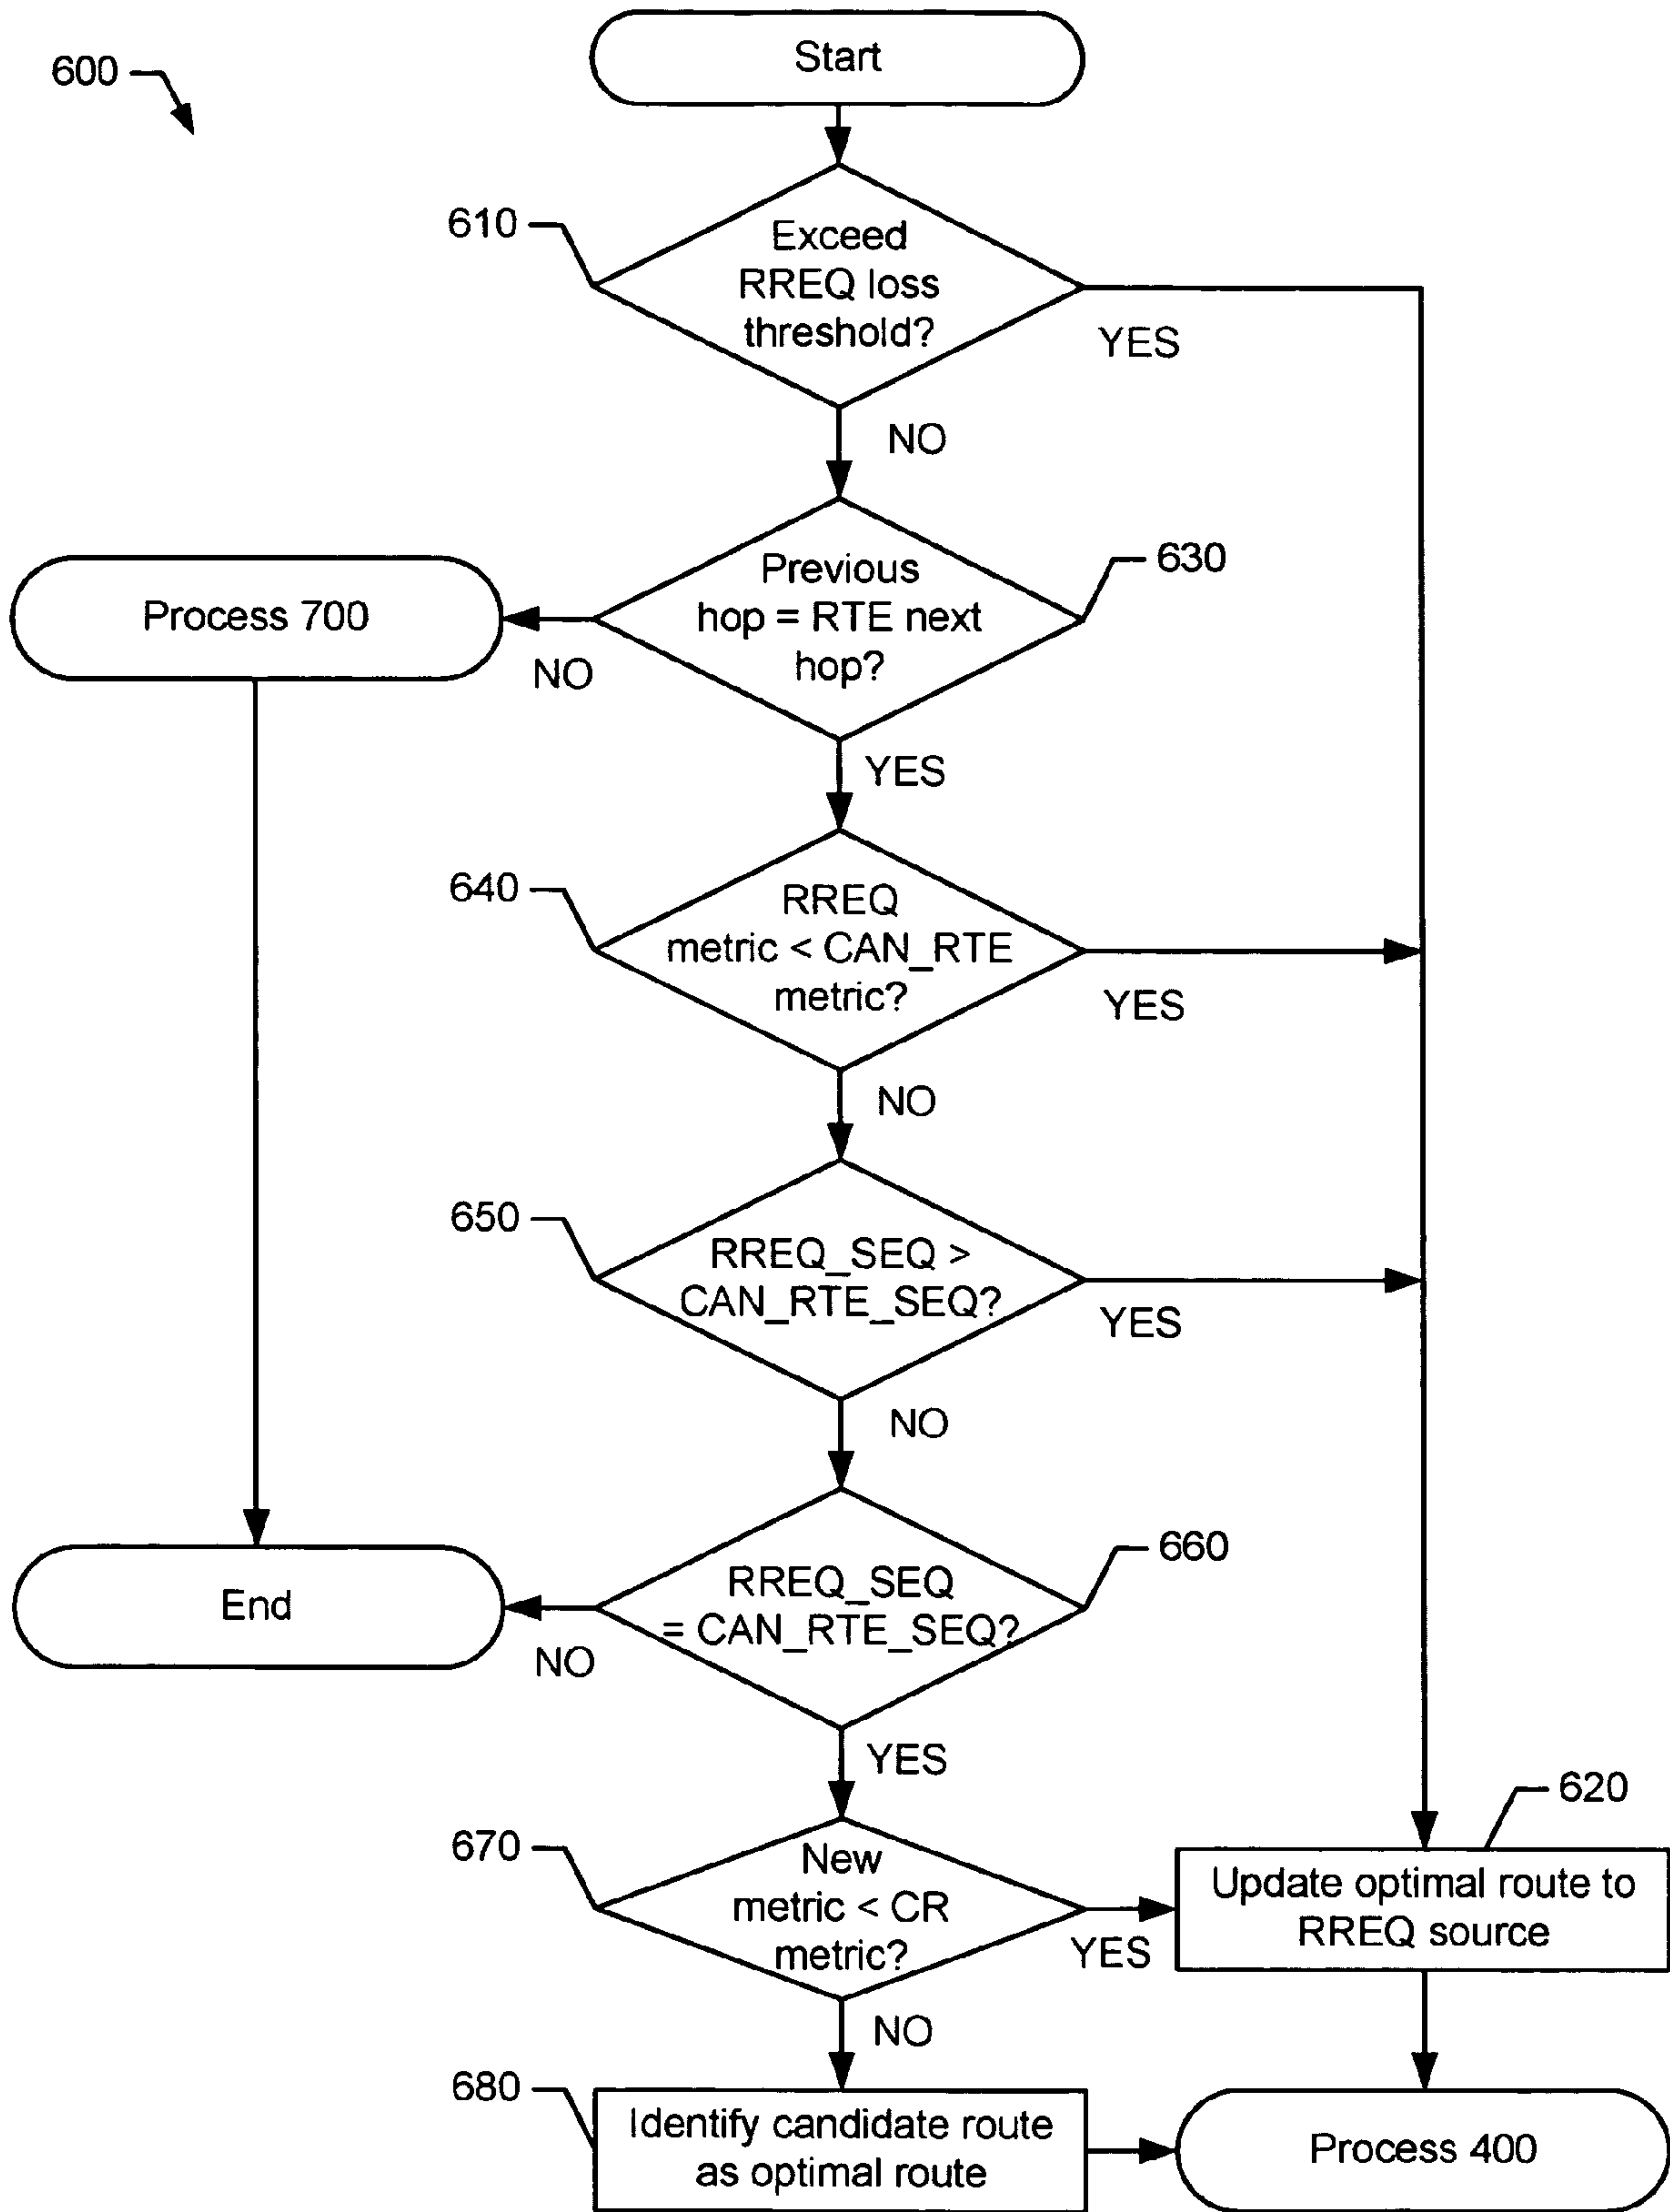 Start
600
610
Exceed
RREQ loss
threshold?
YES
NO
630
Previous
hop = RTE next
hop?
Process 700
NO
YES
640
RREQ
metric < CAN_RTE
metric?
YES
NO
650
RREQ_SEQ >
CAN_RTE_SEQ?
YES
NO
660
RREQ_SEQ
= CAN_RTE_SEQ?
End
NO
YES
620
670
New
metric < CR
metric?
YES
Update optimal route to
RREQ source
NO
680
Identify candidate route
as optimal route
Process 400